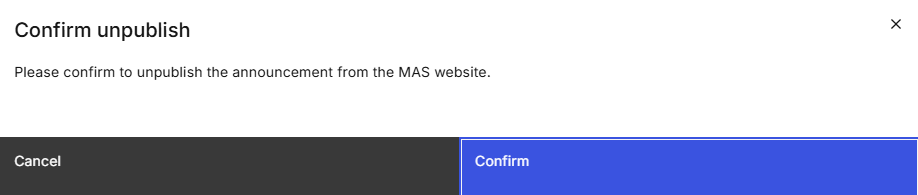 Confirm unpublish
Please confirm to unpublish the announcement from the MAS website.
Cancel
Confirm